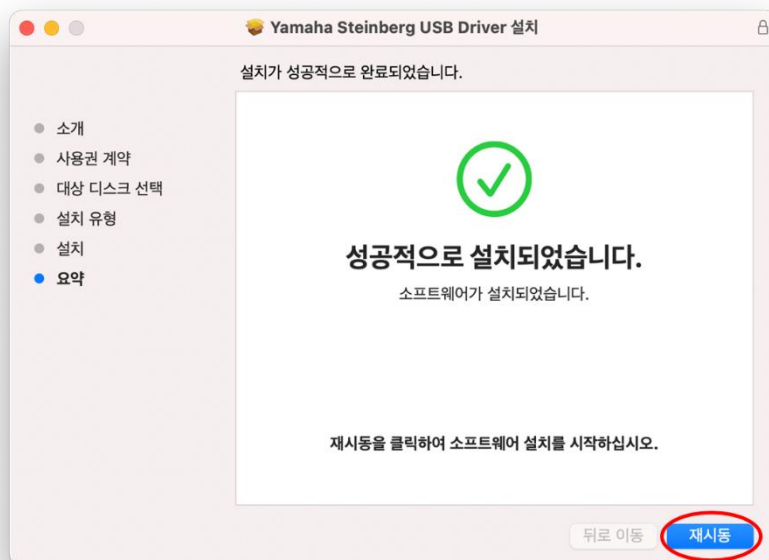 Yamaha Steinberg USB Driver 설치
설치가 성공적으로 완료되었습니다.
소개
사용권 계약
대상 디스크 선택
설치 유형
설치
요약
성공적으로 설치되었습니다.
소프트웨어가 설치되었습니다.
재시동을 클릭하여 소프트웨어 설치를 시작하십시오.
뒤로 이동
재시동